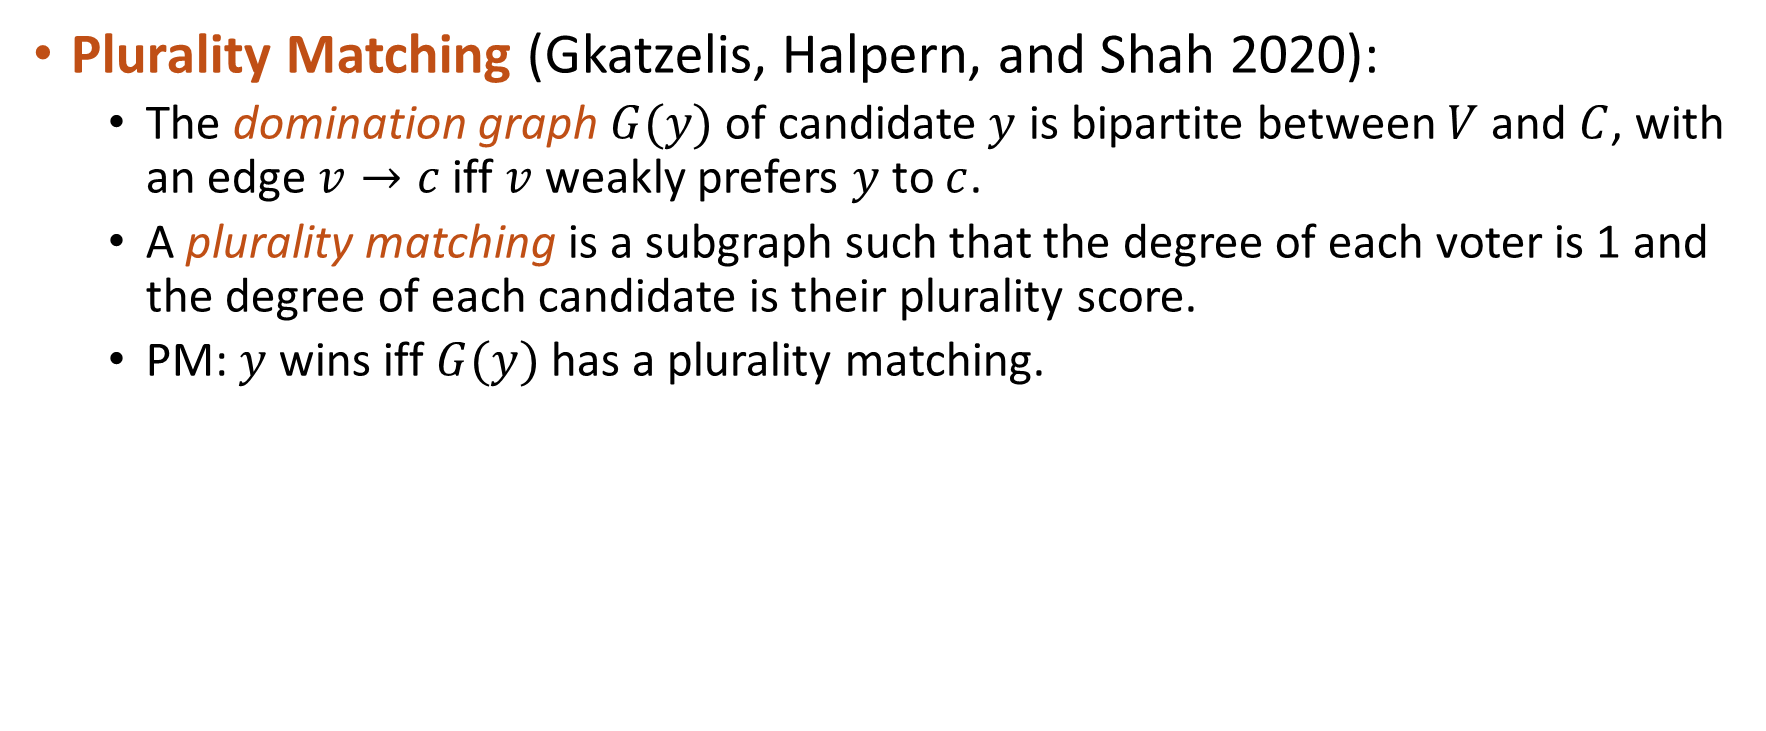 • Plurality Matching (Gkatzelis, Halpern, and Shah 2020):
• The domination graph G(y) of candidate y is bipartite between V and C, with
an edge v → c iff v weakly prefers y to c.
• A plurality matching is a subgraph such that the degree of each voter is 1 and
the degree of each candidate is their plurality score.
• PM: y wins iff G(y) has a plurality matching.